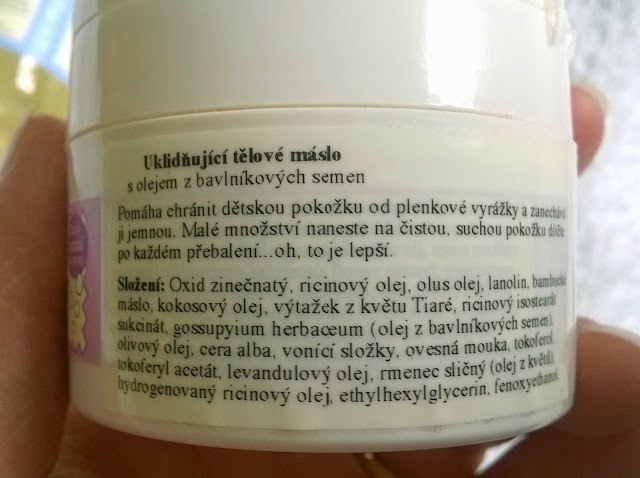 Uklidňující tělové máslo
s olejem z bavlníkových semen
Pomáha chránit dětskou pokožku od plenkové vyrážky a zanechává
ji jemnou. Malé množství naneste na čistou, suchou pokožku dítěte
po každém přebalení...oh, to je lepší.
Složení: Oxid zinečnatý, ricinový olej, olus olej, lanolin, bambucké
máslo, kokosový olej, výtažek z květu Tiaré, ricinový isostearát
sukcinát, gossupyium herbaceum (olej z bavlníkových semen),
olivový olej, cera alba, vonící složky, ovesná mouka, tokoferol,
tokoferyl acetát, levandulový olej, rmenec sličný (olej z květů),
hydrogenovaný ricinový olej, ethylhexylglycerin, fenoxyethanol